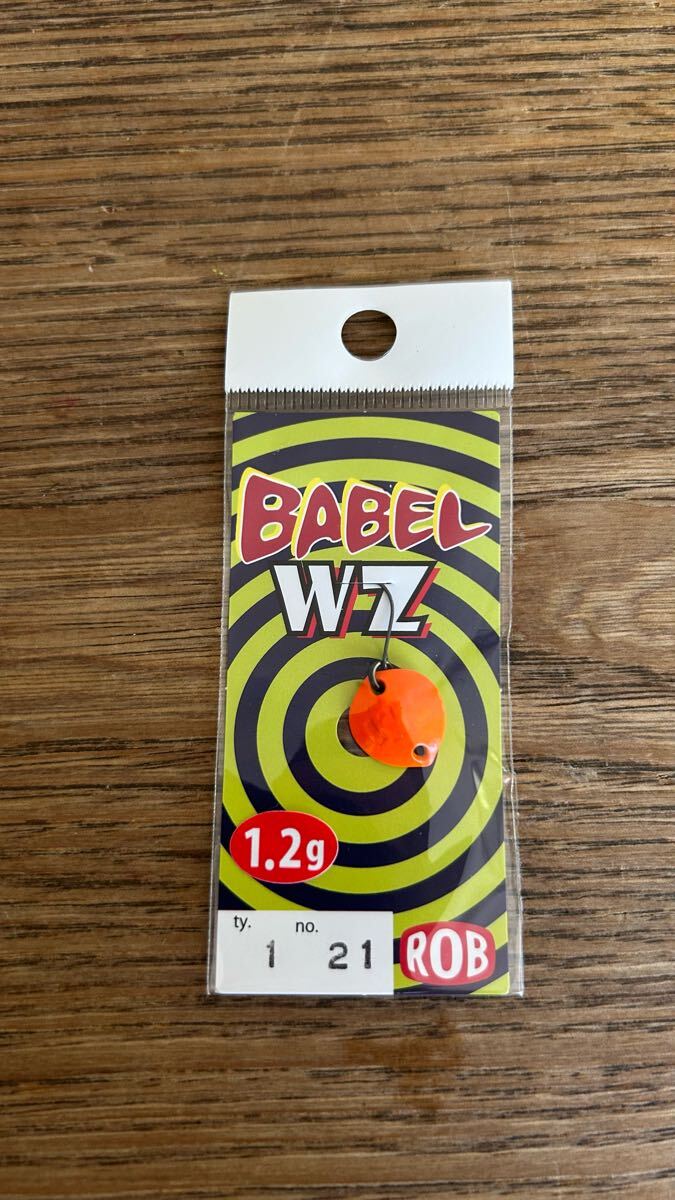 BABEL
WZ
1.2g
ty. no.
1 21
ROB